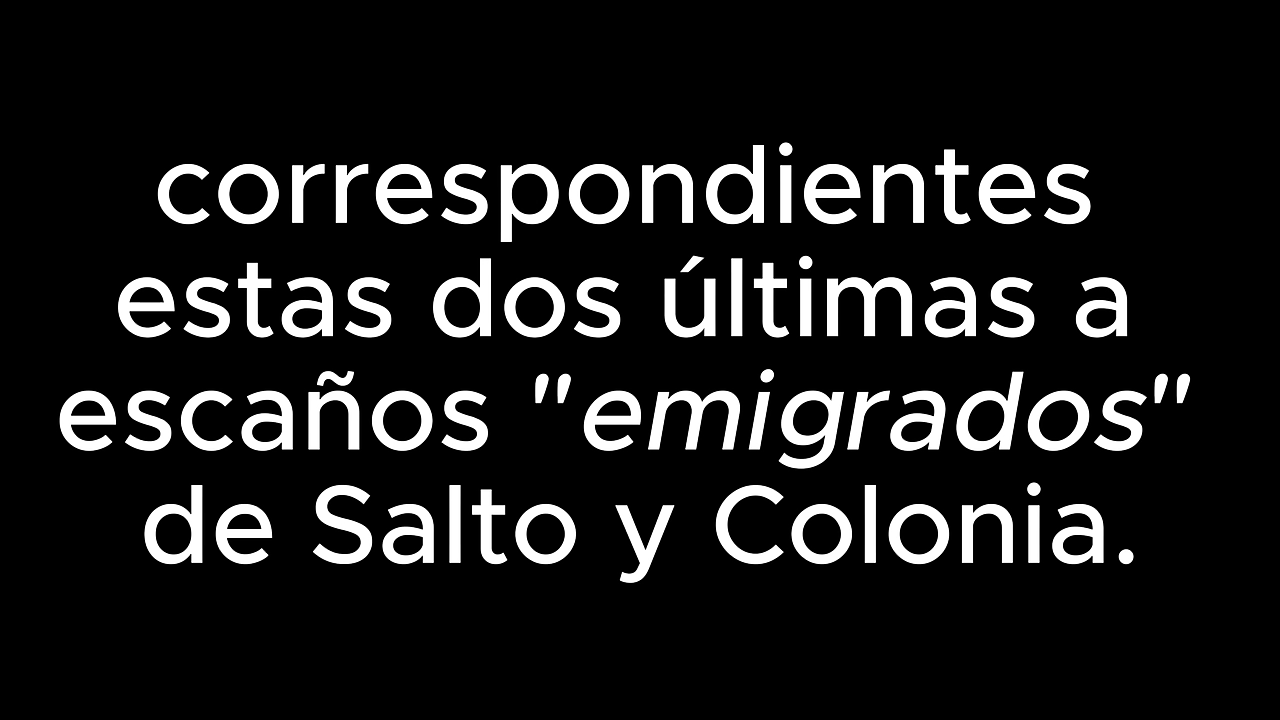 correspondientes
estas dos últimas a
escaños "emigrados"
de Salto y Colonia.